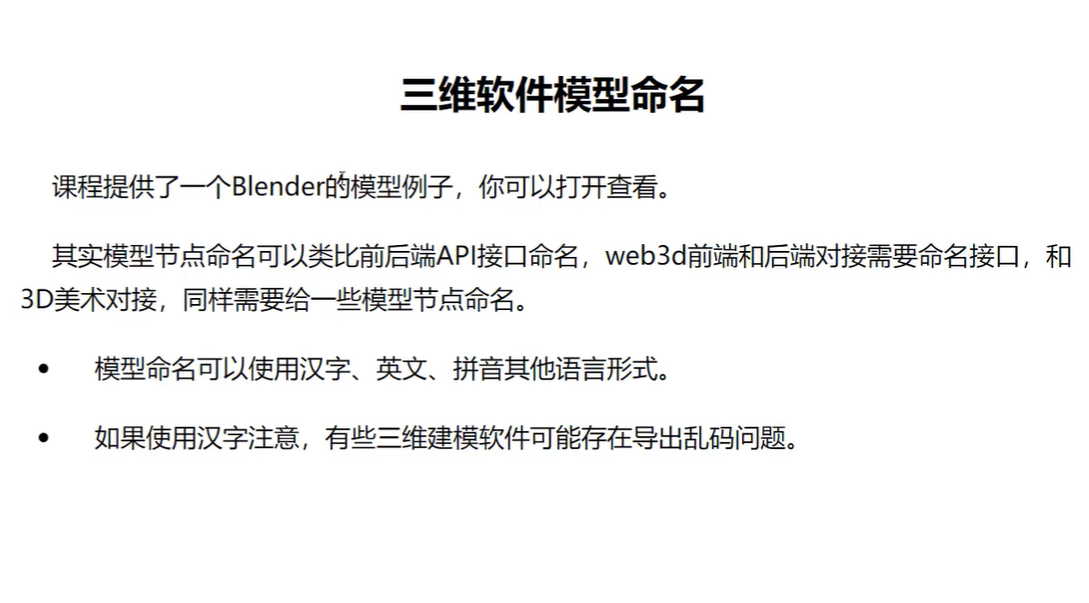 三维软件模型命名
课程提供了一个Blender的模型例子，你可以打开查看。
其实模型节点命名可以类比前后端API接口命名，web3d前端和后端对接需要命名接口，和
3D美术对接，同样需要给一些模型节点命名。
• 模型命名可以使用汉字、英文、拼音其他语言形式。
• 如果使用汉字注意，有些三维建模软件可能存在导出乱码问题。